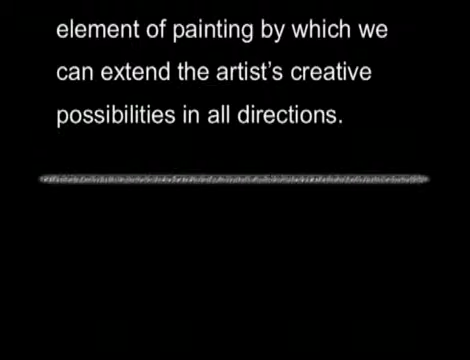 element of painting by which we
can extend the artist's creative
possibilities in all directions.